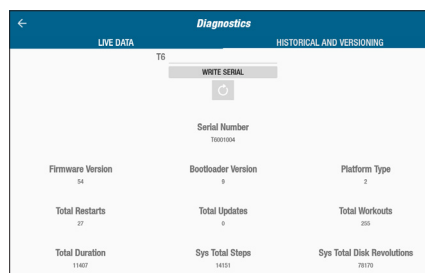 Diagnostics
LIVE DATA
HISTORICAL AND VERSIONING
T6
WRITE SERIAL
Serial Number
T6001004
Firmware Version
Bootloader Version
Platform Type
54
9
2
Total Restarts
Total Updates
Total Workouts
27
0
255
Total Duration
Sys Total Steps
Sys Total Disk Revolutions
11407
14151
78170